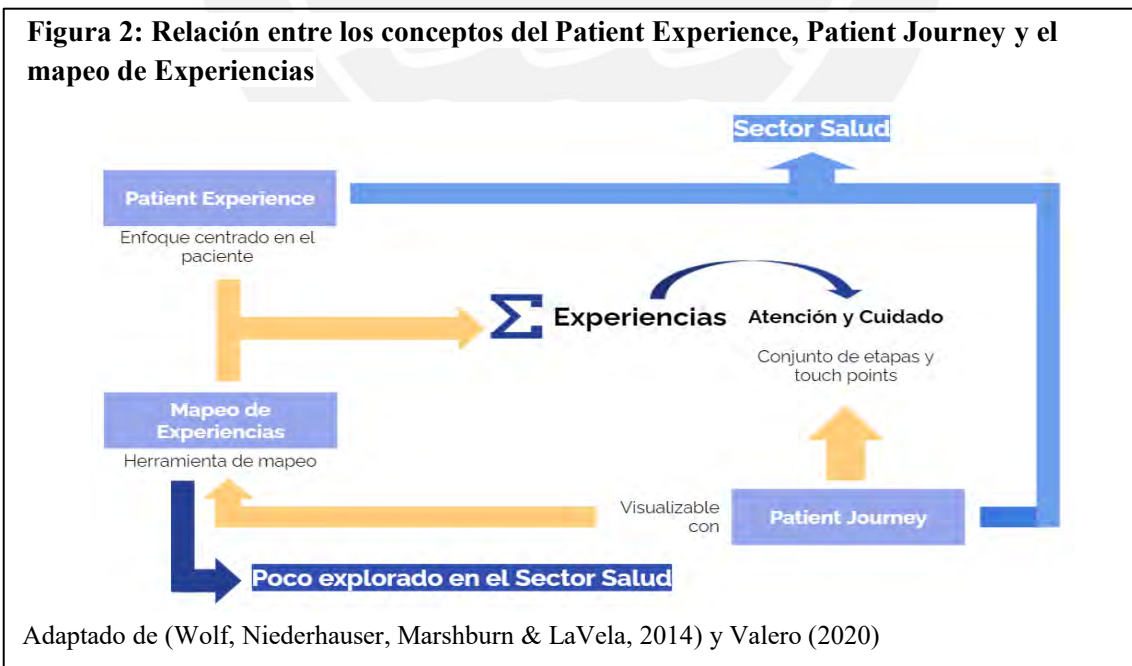 Figura 2: Relación entre los conceptos del Patient Experience, Patient Journey y el
mapeo de Experiencias
Sector Salud
Patient Experience
Enfoque centrado en el
paciente
Σ Experiencias
Atención y Cuidado
Conjunto de etapas y
touch points
Mapeo de
Experiencias
Herramienta de mapeo
Visualizable
con
Patient Journey
Poco explorado en el Sector Salud
Adaptado de (Wolf, Niederhauser, Marshburn & LaVela, 2014) y Valero (2020)